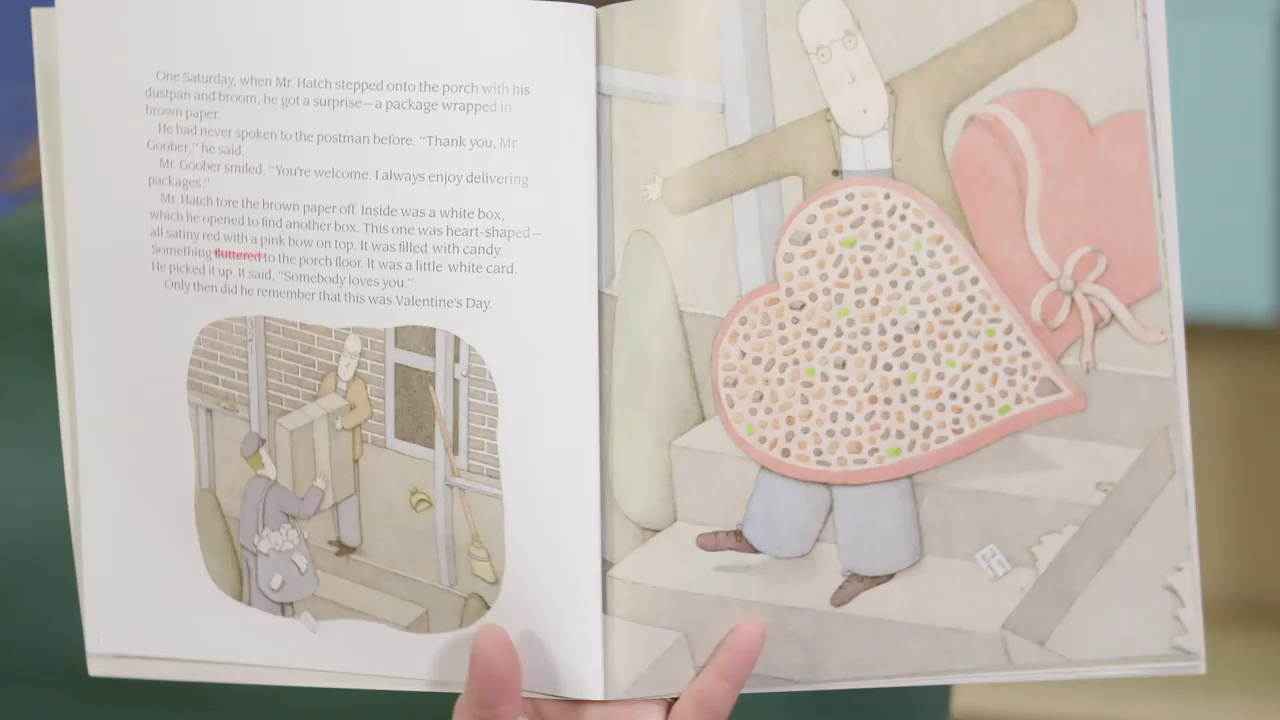 One Saturday, when Mr. Hatch stepped onto the porch with his
dustpan and broom, he got a surprise—a package wrapped in
brown paper.
He had never spoken to the postman before. “Thank you, Mr.
Goober,” he said.
Mr. Goober smiled. “You're welcome. I always enjoy delivering
packages.”
Mr. Hatch tore the brown paper off. Inside was a white box,
which he opened to find another box. This one was heart-shaped—
all satiny red with a pink bow on top. It was filled with candy.
Something fluttered to the porch floor. It was a little white card.
He picked it up. It said, “Somebody loves you.”
Only then did he remember that this was Valentine's Day.